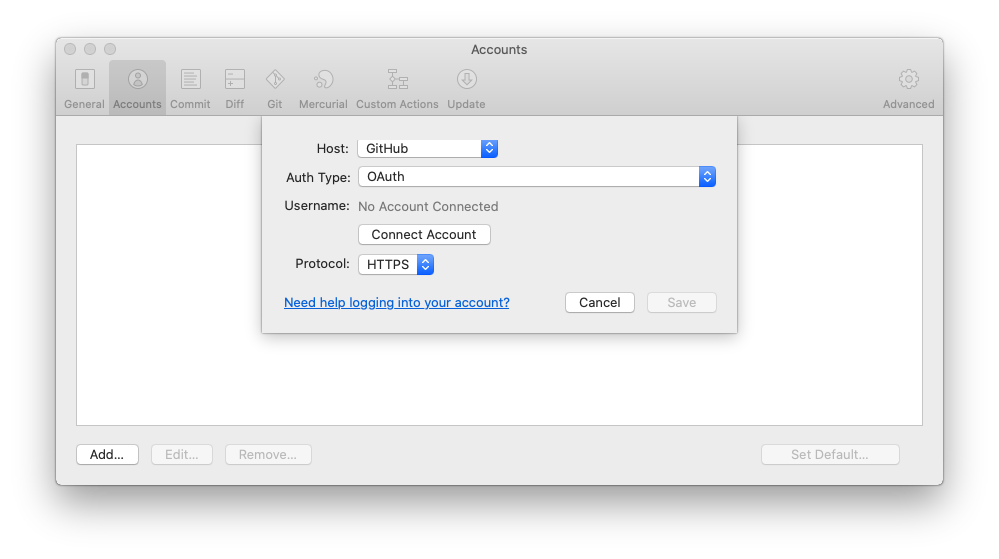 Accounts
General Accounts Commit Diff Git Mercurial Custom Actions Update Advanced
Host: GitHub
Auth Type: OAuth
Username: No Account Connected
Connect Account
Protocol: HTTPS
Need help logging into your account? Cancel Save
Add... Edit... Remove... Set Default...